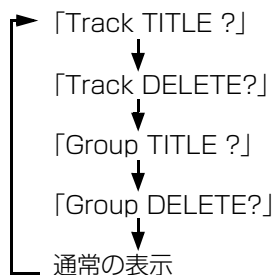 「Track TITLE ?」
「Track DELETE?」
「Group TITLE ?」
「Group DELETE?」
通常の表示